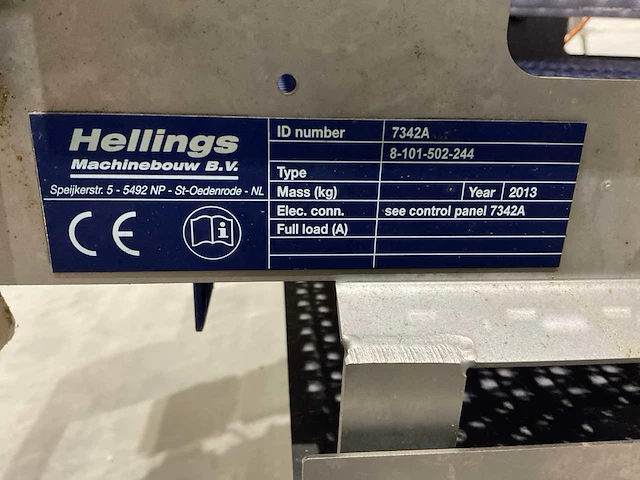 Hellings
Machinebouw B.V.
Speijkerstr. 5 - 5492 NP - St-Oedenrode - NL
CE
i
ID number 7342A
8-101-502-244
Type
Mass (kg) Year 2013
Elec. conn. see control panel 7342A
Full load (A)